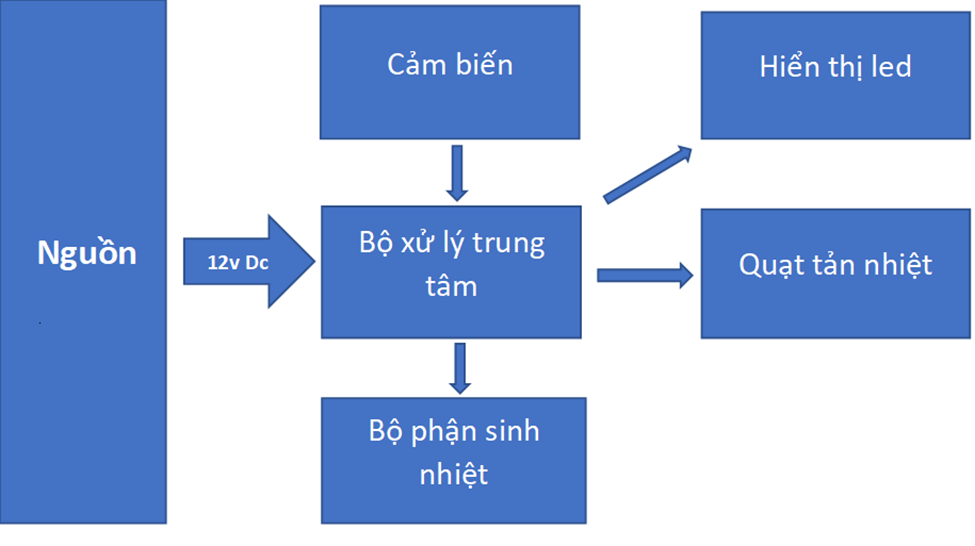 Nguồn
12v Dc
Cảm biến
Bộ xử lý trung
tâm
Bộ phận sinh
nhiệt
Hiển thị led
Quạt tản nhiệt